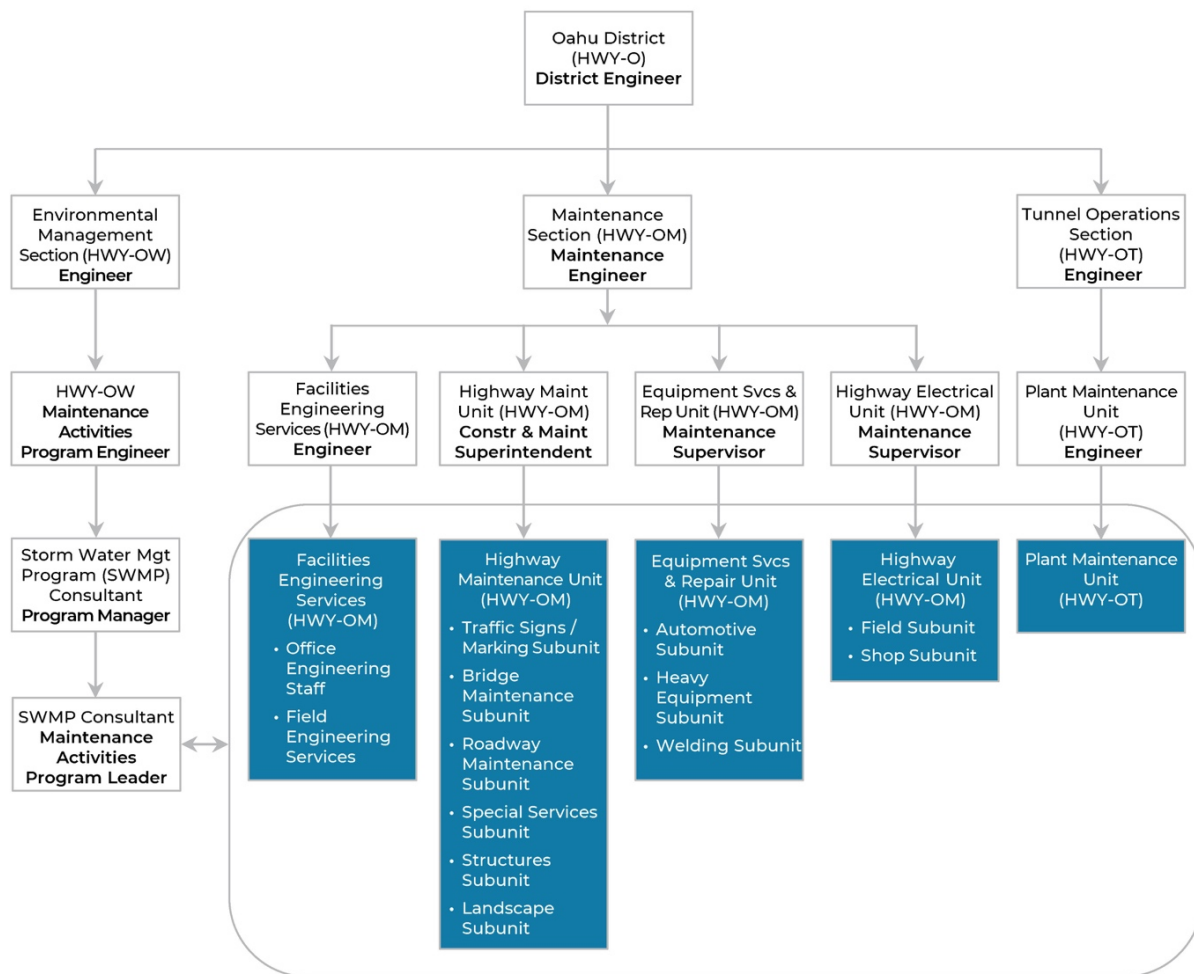 Oahu District
(HWY-O)
District Engineer
Environmental
Management
Section (HWY-OW)
Engineer
Maintenance
Section (HWY-OM)
Maintenance
Engineer
Tunnel Operations
Section
(HWY-OT)
Engineer
HWY-OW
Maintenance
Activities
Program Engineer
Facilities
Engineering
Services (HWY-OM)
Engineer
Highway Maint
Unit (HWY-OM)
Constr & Maint
Superintendent
Equipment Svcs &
Rep Unit (HWY-OM)
Maintenance
Supervisor
Highway Electrical
Unit (HWY-OM)
Maintenance
Supervisor
Plant Maintenance
Unit
(HWY-OT)
Engineer
Storm Water Mgt
Program (SWMP)
Consultant
Program Manager
SWMP Consultant
Maintenance
Activities
Program Leader
Facilities
Engineering
Services
(HWY-OM)
• Office
Engineering
Staff
• Field
Engineering
Services
Highway
Maintenance Unit
(HWY-OM)
• Traffic Signs /
Marking Subunit
• Bridge
Maintenance
Subunit
• Roadway
Maintenance
Subunit
• Special Services
Subunit
• Structures
Subunit
• Landscape
Subunit
Equipment Svcs
& Repair Unit
(HWY-OM)
• Automotive
Subunit
• Heavy
Equipment
Subunit
• Welding Subunit
Highway
Electrical Unit
(HWY-OM)
• Field Subunit
• Shop Subunit
Plant Maintenance
Unit
(HWY-OT)